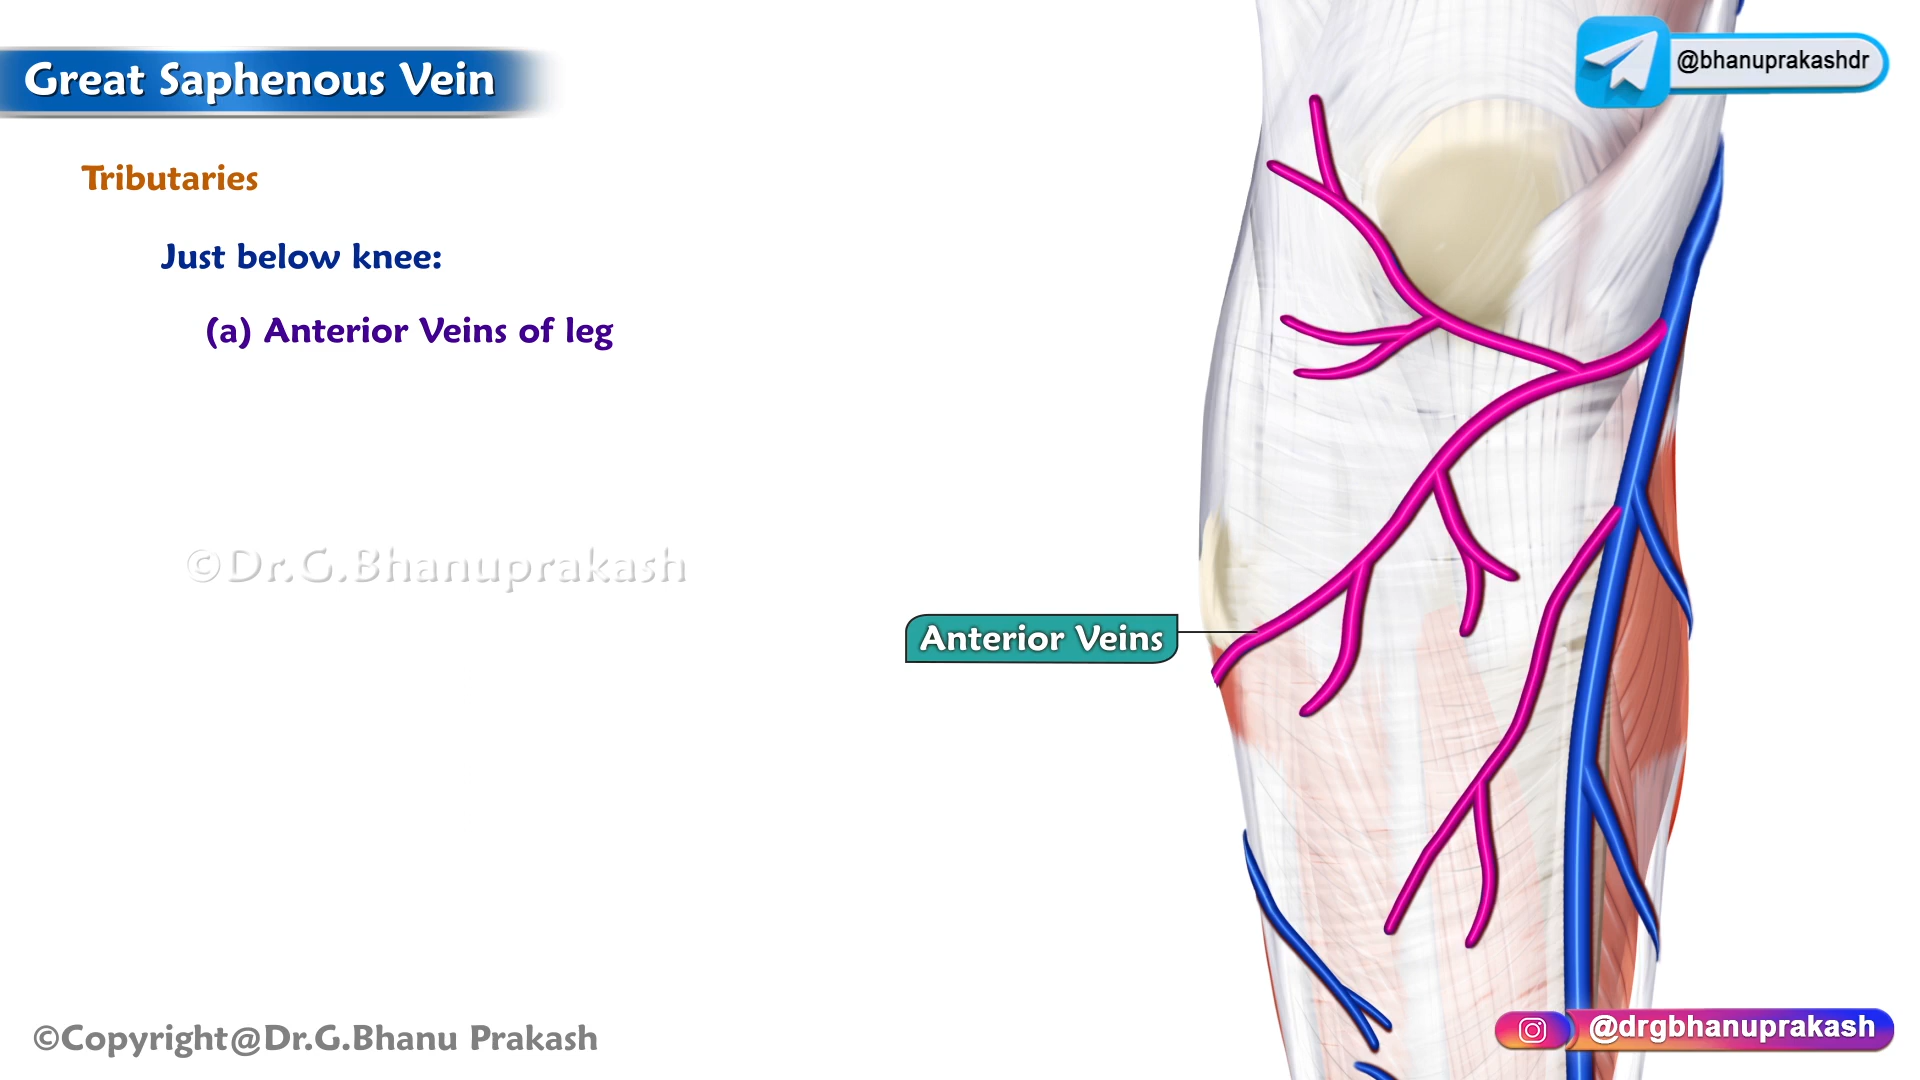 Great Saphenous Vein
@bhanuprakashdr
Tributaries
Just below knee:
(a) Anterior Veins of leg
©Dr.G.Bhanuprakash
Anterior Veins
©Copyright@Dr.G.Bhanu Prakash
@drgbhanuprakash